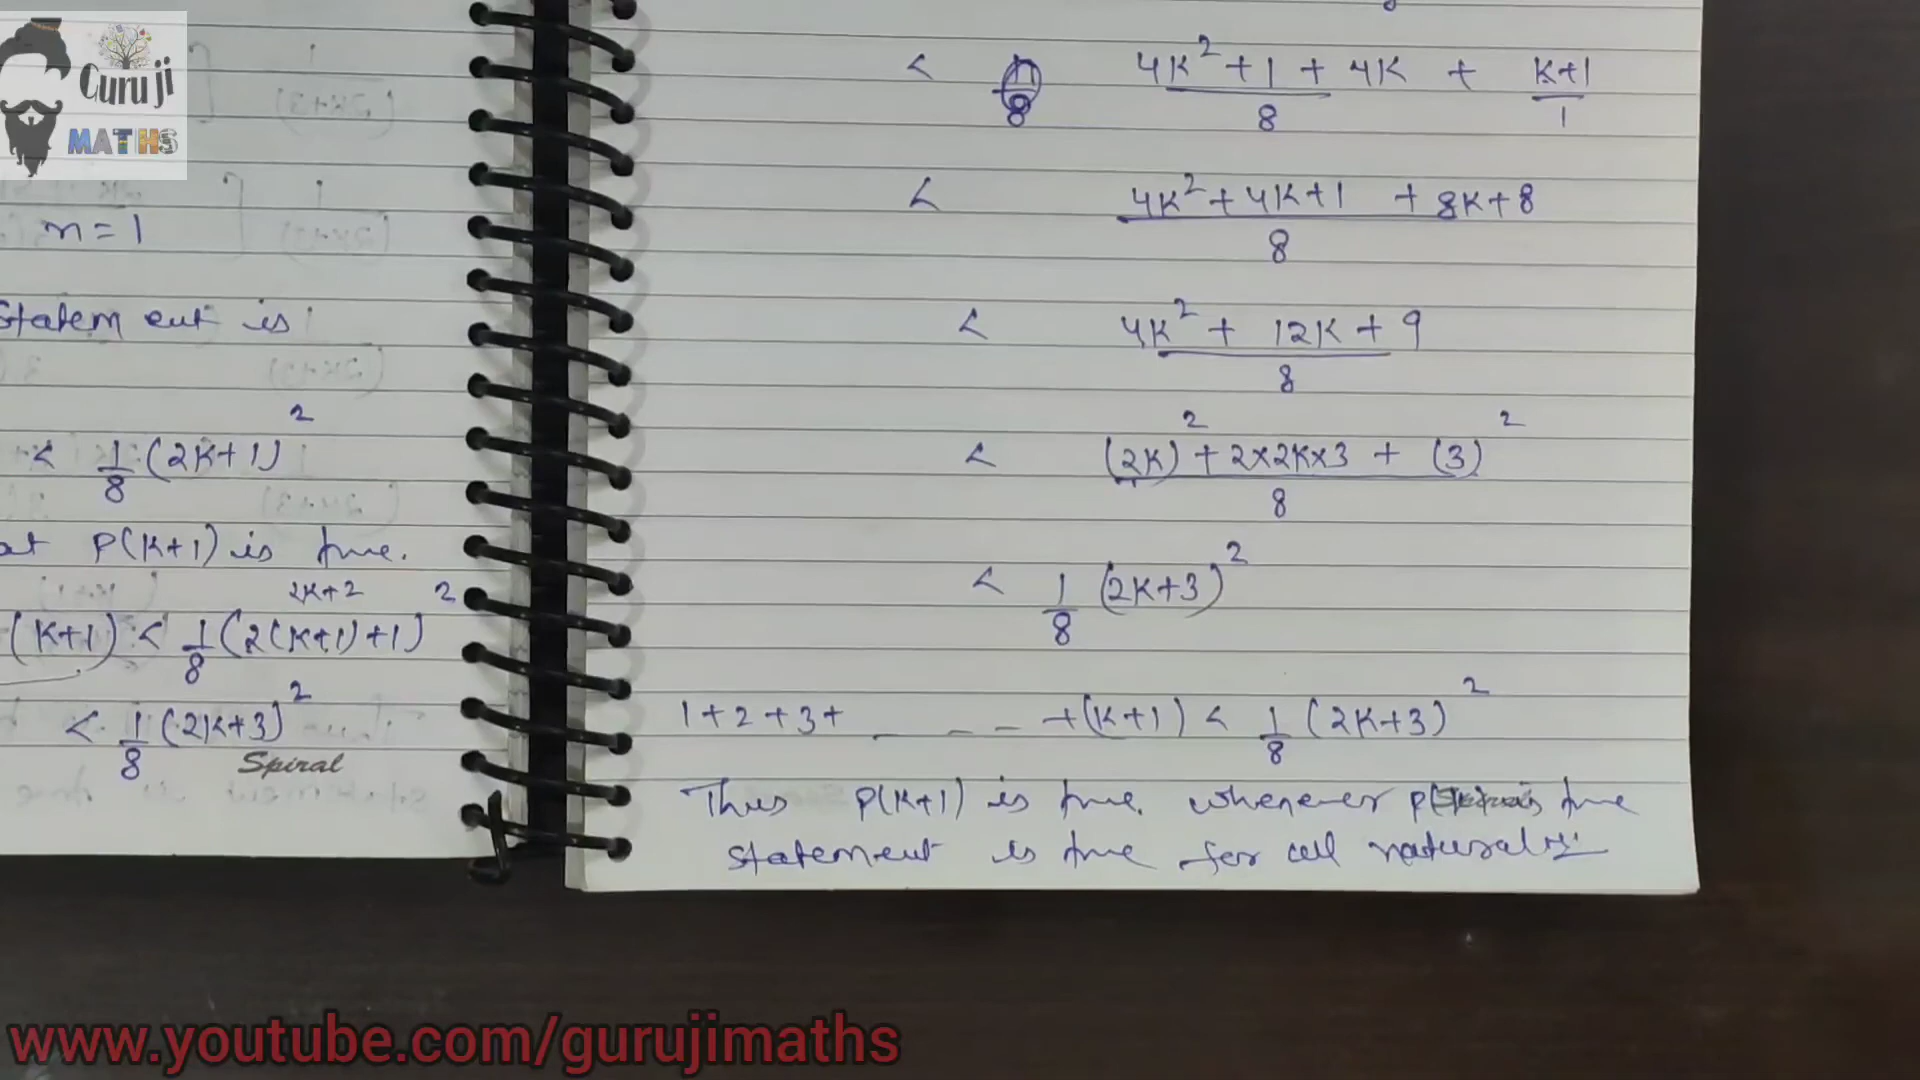 Guru ji
MATHS
n = 1
Statement is
< 1/8 (2K+1)²
at P(K+1) is true.
2K+2
(K+1) < 1/8 (2(K+1)+1)²
< 1/8 (2K+3)²
Spiral
< (4K²+1+4K)/8 + (K+1)/1
< (4K²+4K+1 + 8K+8)/8
< (4K² + 12K + 9)/8
< ((2K)² + 2×2K×3 + (3)²)/8
< 1/8 (2K+3)²
1+2+3+ _ _ _ _ +(K+1) < 1/8 (2K+3)²
Thus P(K+1) is true. whenever is true
statement is true for all natural
www.youtube.com/gurujimaths